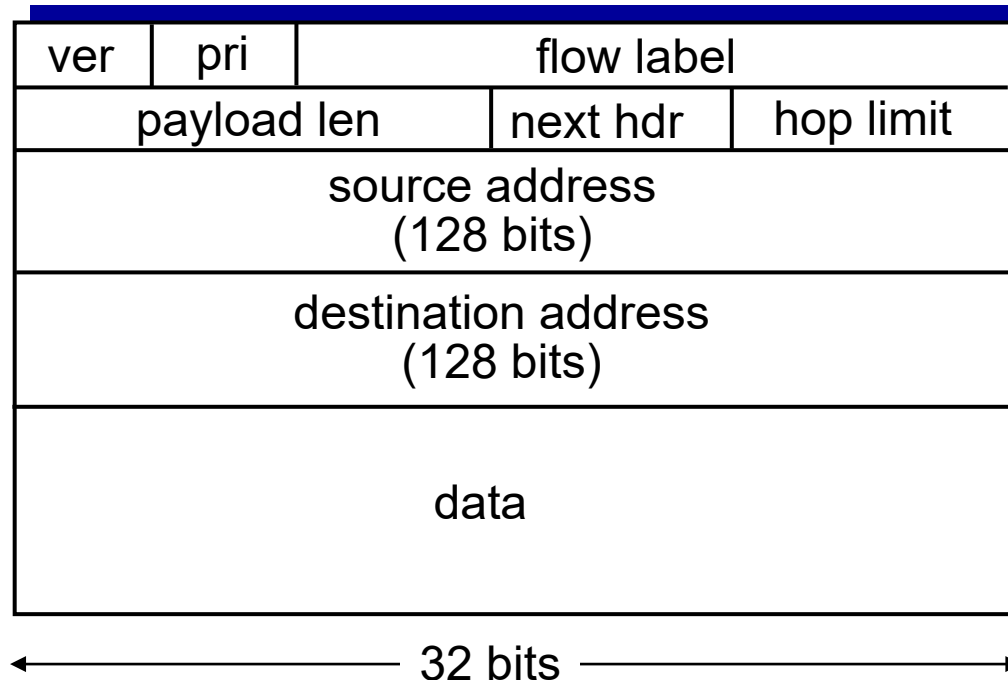 ver pri flow label
payload len next hdr hop limit
source address
(128 bits)
destination address
(128 bits)
data
32 bits